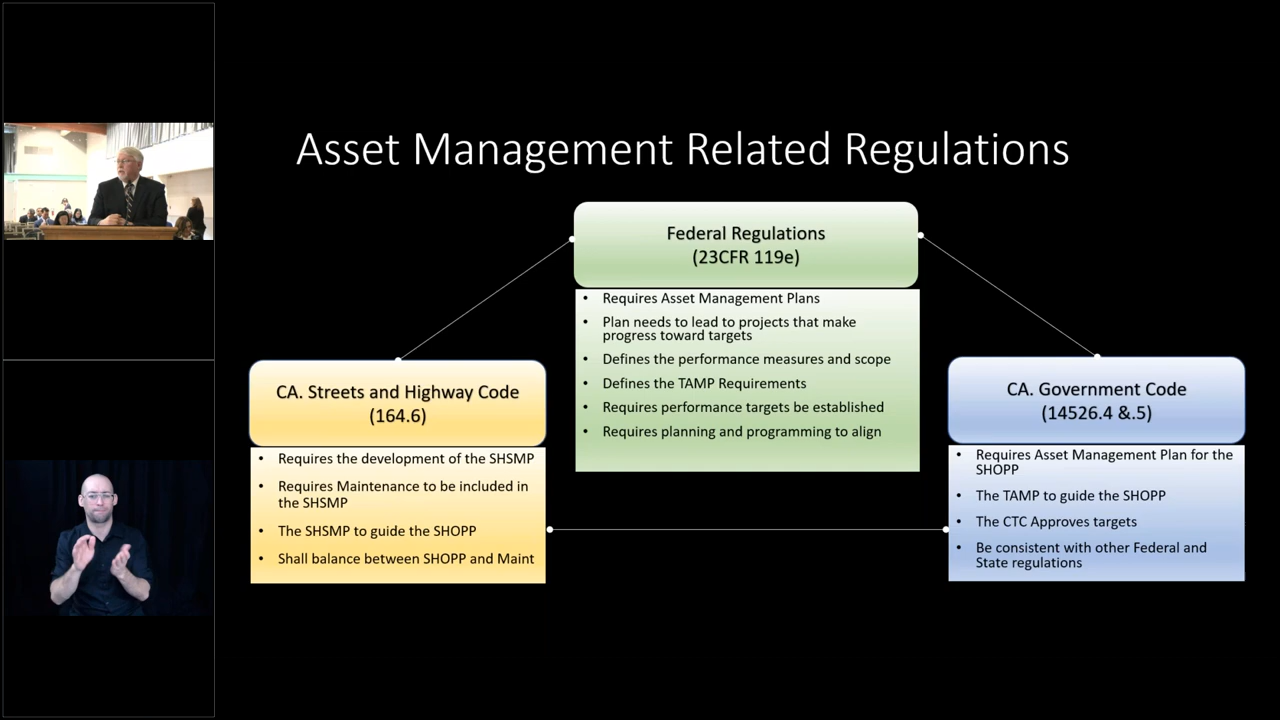 Asset Management Related Regulations
Federal Regulations
(23CFR 119e)
• Requires Asset Management Plans
• Plan needs to lead to projects that make
progress toward targets
• Defines the performance measures and scope
• Defines the TAMP Requirements
• Requires performance targets be established
• Requires planning and programming to align
CA. Streets and Highway Code
(164.6)
• Requires the development of the SHSMP
• Requires Maintenance to be included in
the SHSMP
• The SHSMP to guide the SHOPP
• Shall balance between SHOPP and Maint
CA. Government Code
(14526.4 &.5)
• Requires Asset Management Plan for the
SHOPP
• The TAMP to guide the SHOPP
• The CTC Approves targets
• Be consistent with other Federal and
State regulations